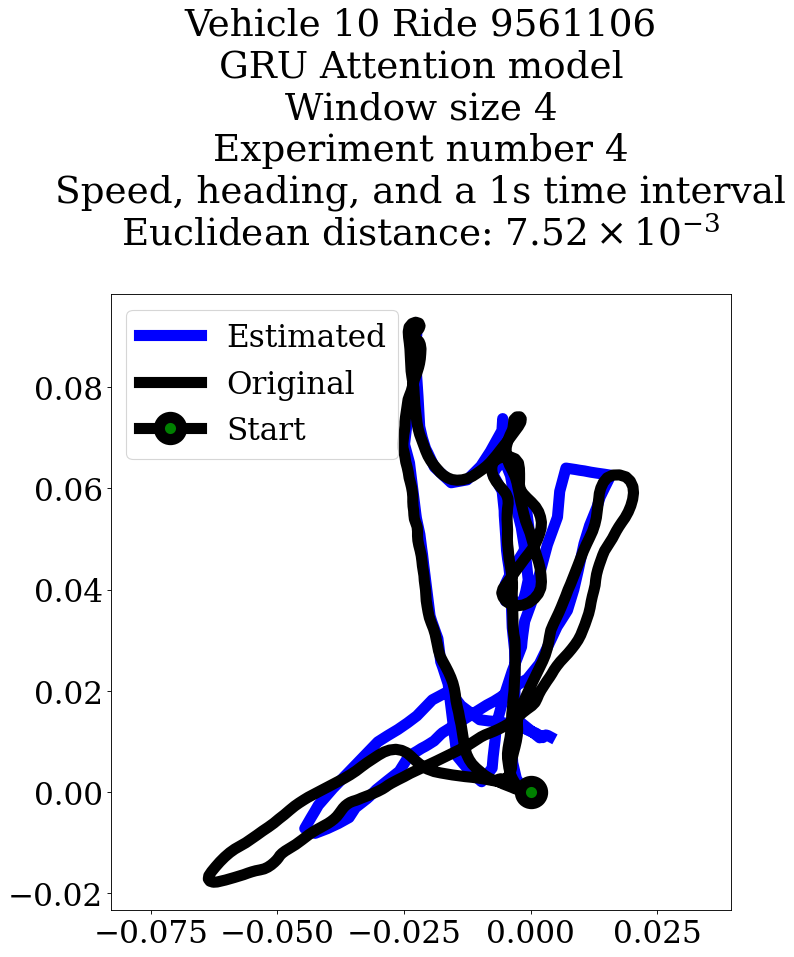 Vehicle 10 Ride 9561106
GRU Attention model
Window size 4
Experiment number 4
Speed, heading, and a 1s time interval
Euclidean distance: 7.52 × 10⁻³
Estimated
Original
Start
0.08
0.06
0.04
0.02
0.00
−0.02
−0.075 −0.050 −0.025 0.000 0.025